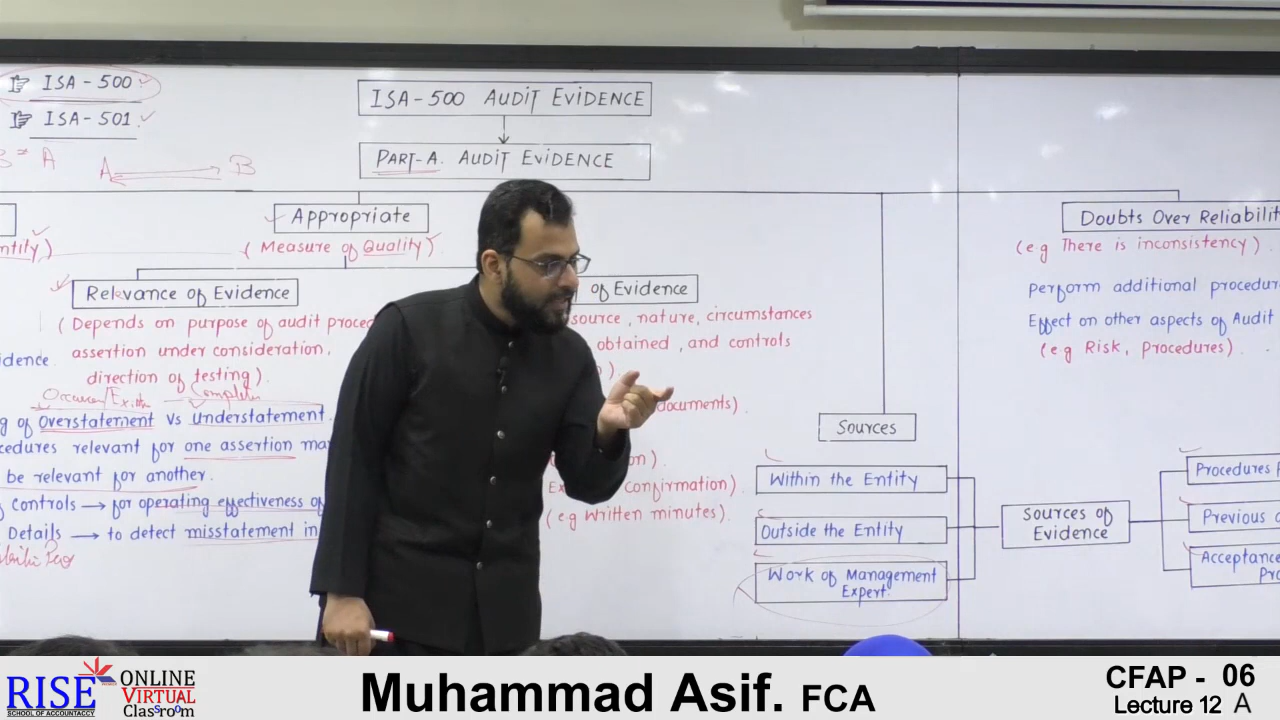 ISA - 500
ISA - 501
A
A B
ISA-500 AUDIT EVIDENCE
PART-A. AUDIT EVIDENCE
Appropriate
(Measure of Quality)
Relevance of Evidence
(Depends on purpose of audit
assertion under consideration,
direction of testing).
Overstatement vs Understatement
relevant for one assertion
be relevant for another.
Controls → for operating effectiveness
Details → to detect misstatement in
of Evidence
source, nature, circumstances
obtained, and controls
documents).
confirmation).
(e.g Written minutes).
Sources
Within the Entity
Outside the Entity
Work of Management
Expert.
Sources of
Evidence
Doubts Over
(e.g There is inconsistency).
perform additional
Effect on other aspects of Audit
(e.g Risk, procedures).
Procedures
Previous
Acceptance
RISE
SCHOOL OF ACCOUNTANCY
ONLINE
VIRTUAL
Classroom
Muhammad Asif. FCA
CFAP - 06
Lecture 12 A